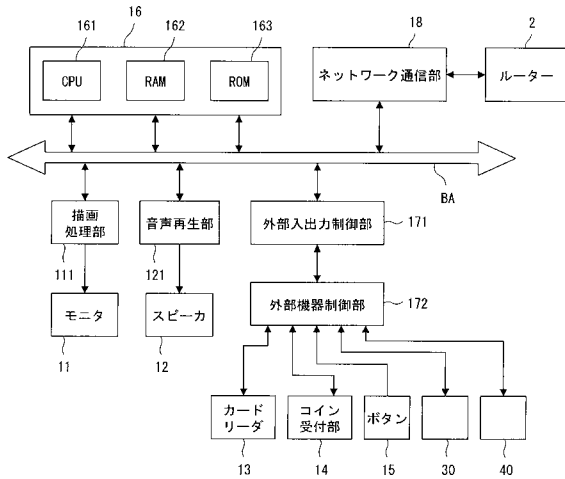 16
161
162
163
18
2
CPU
RAM
ROM
ネットワーク通信部
ルーター
BA
描画
処理部
音声再生部
外部入出力制御部
171
111
121
モニタ
スピーカ
外部機器制御部
172
11
12
カード
リーダ
コイン
受付部
ボタン
13
14
15
30
40